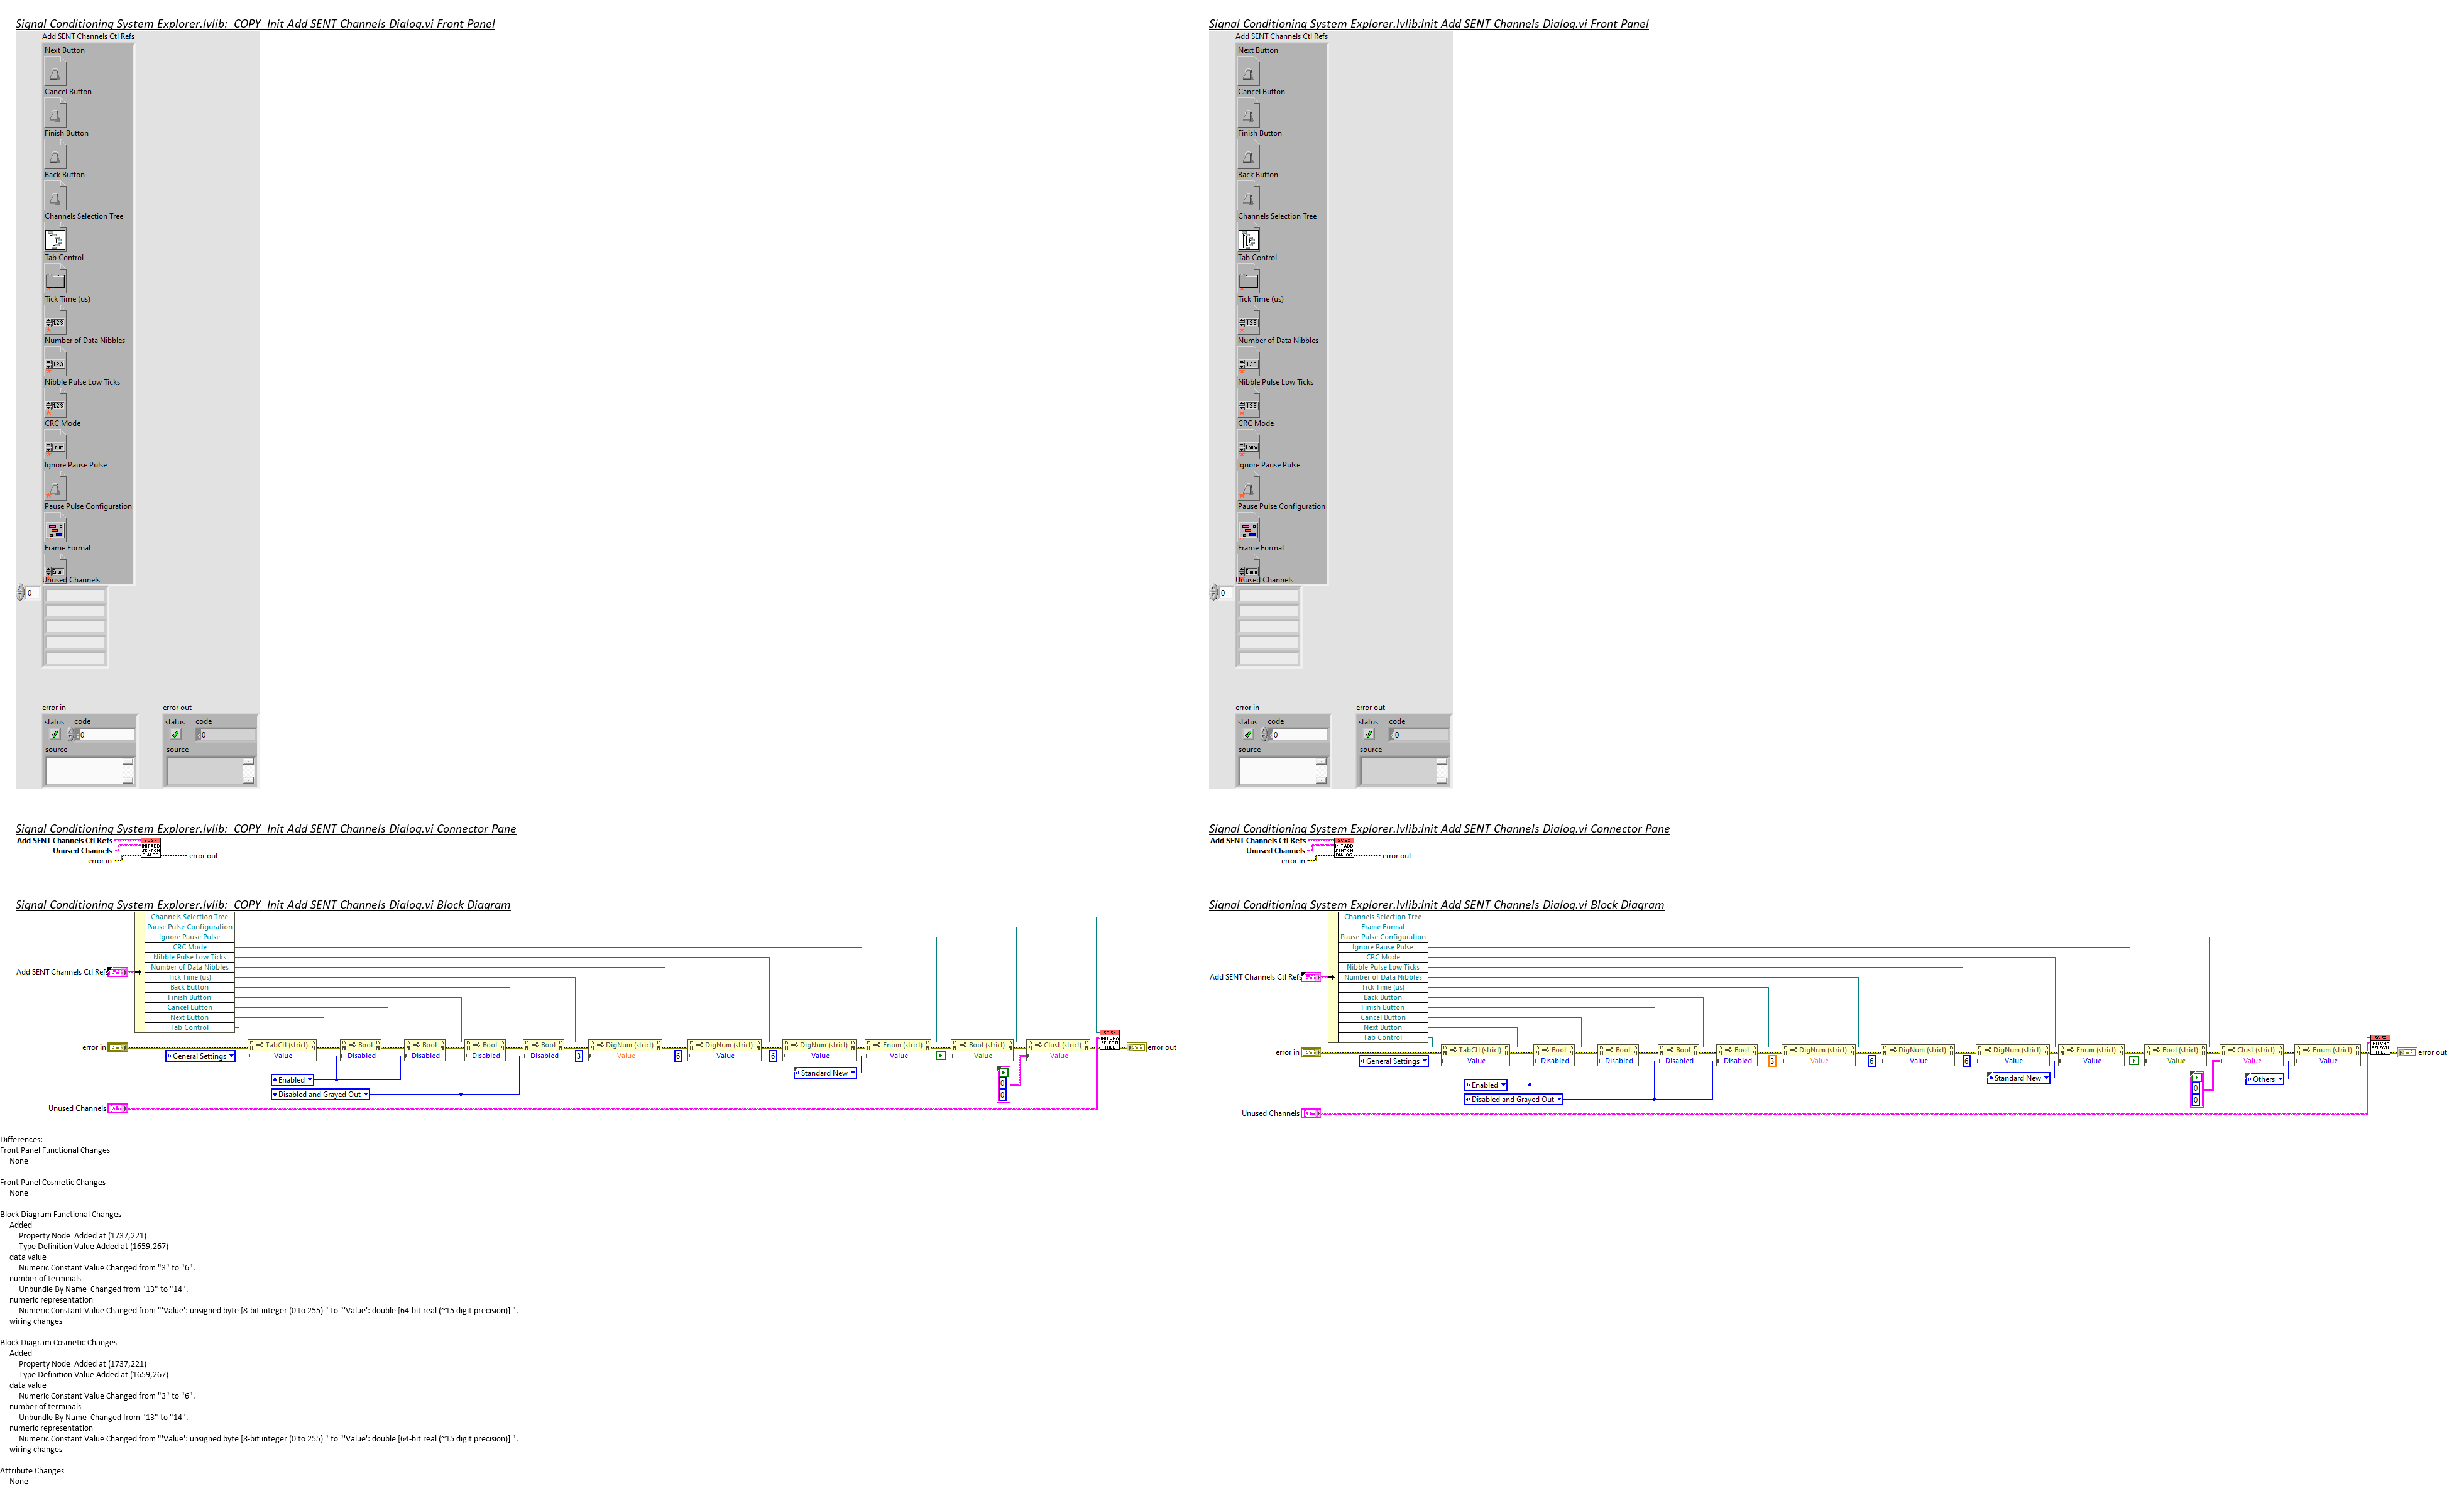 Signal Conditioning System Explorer.lvlib:  COPY  Init Add SENT Channels Dialog.vi Front Panel
Add SENT Channels Ctl Refs
Next Button
Cancel Button
Finish Button
Back Button
Channels Selection Tree
Tab Control
Tick Time (us)
Number of Data Nibbles
Nibble Pulse Low Ticks
CRC Mode
Ignore Pause Pulse
Pause Pulse Configuration
Frame Format
Unused Channels
0
error in
status code
0
source
error out
status code
0
source
Signal Conditioning System Explorer.lvlib:Init Add SENT Channels Dialog.vi Front Panel
Add SENT Channels Ctl Refs
Next Button
Cancel Button
Finish Button
Back Button
Channels Selection Tree
Tab Control
Tick Time (us)
Number of Data Nibbles
Nibble Pulse Low Ticks
CRC Mode
Ignore Pause Pulse
Pause Pulse Configuration
Frame Format
Unused Channels
0
error in
status code
0
source
error out
status code
0
source
Signal Conditioning System Explorer.lvlib:  COPY  Init Add SENT Channels Dialog.vi Connector Pane
Add SENT Channels Ctl Refs
Unused Channels
error in
INIT ADD
SENT CH
DIALOG
error out
Signal Conditioning System Explorer.lvlib:Init Add SENT Channels Dialog.vi Connector Pane
Add SENT Channels Ctl Refs
Unused Channels
error in
INIT ADD
SENT CH
DIALOG
error out
Signal Conditioning System Explorer.lvlib:  COPY  Init Add SENT Channels Dialog.vi Block Diagram
Channels Selection Tree
Pause Pulse Configuration
Ignore Pause Pulse
CRC Mode
Nibble Pulse Low Ticks
Number of Data Nibbles
Tick Time (us)
Back Button
Finish Button
Cancel Button
Next Button
Tab Control
Add SENT Channels Ctl Refs
error in
General Settings
TabCtl (strict)
Value
Bool
Disabled
Bool
Disabled
Bool
Disabled
Bool
Disabled
3
DigNum (strict)
Value
6
DigNum (strict)
Value
6
DigNum (strict)
Value
Enum (strict)
Value
F
Bool (strict)
Value
Clust (strict)
Value
error out
Enabled
Disabled and Grayed Out
Standard New
F
0
0
Unused Channels
Signal Conditioning System Explorer.lvlib:Init Add SENT Channels Dialog.vi Block Diagram
Channels Selection Tree
Frame Format
Pause Pulse Configuration
Ignore Pause Pulse
CRC Mode
Nibble Pulse Low Ticks
Number of Data Nibbles
Tick Time (us)
Back Button
Finish Button
Cancel Button
Next Button
Tab Control
Add SENT Channels Ctl Refs
error in
General Settings
TabCtl (strict)
Value
Bool
Disabled
Bool
Disabled
Bool
Disabled
Bool
Disabled
3
DigNum (strict)
Value
6
DigNum (strict)
Value
6
DigNum (strict)
Value
Enum (strict)
Value
F
Bool (strict)
Value
Clust (strict)
Value
Enum (strict)
Value
error out
Enabled
Disabled and Grayed Out
Standard New
F
0
0
Others
Unused Channels
Differences:
Front Panel Functional Changes
None
Front Panel Cosmetic Changes
None
Block Diagram Functional Changes
Added
Property Node  Added at (1737,221)
Type Definition Value Added at (1659,267)
data value
Numeric Constant Value Changed from "3" to "6".
number of terminals
Unbundle By Name  Changed from "13" to "14".
numeric representation
Numeric Constant Value Changed from "'Value': unsigned byte [8-bit integer (0 to 255) " to "'Value': double [64-bit real (~15 digit precision)] ".
wiring changes
Block Diagram Cosmetic Changes
Added
Property Node  Added at (1737,221)
Type Definition Value Added at (1659,267)
data value
Numeric Constant Value Changed from "3" to "6".
number of terminals
Unbundle By Name  Changed from "13" to "14".
numeric representation
Numeric Constant Value Changed from "'Value': unsigned byte [8-bit integer (0 to 255) " to "'Value': double [64-bit real (~15 digit precision)] ".
wiring changes
Attribute Changes
None